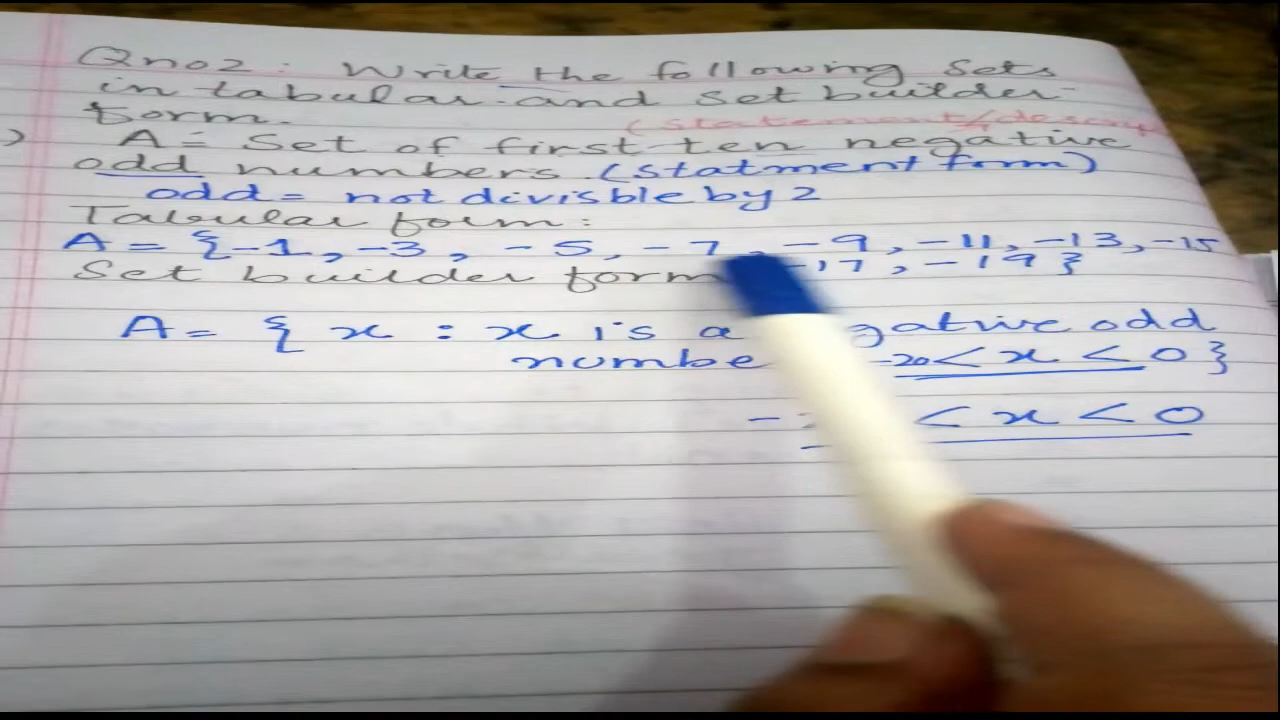 Qno2: Write the following sets
in tabular and set builder
form.
(statement/descrip
) A = Set of first ten negative
odd numbers. (statment form)
odd = not divisble by 2
Tabular form:
A = {-1, -3, -5, -7, -9, -11, -13, -15
-17, -19}
Set builder form
A = { x : x is a negative odd
numbe -20 < x < 0}
- < x < 0